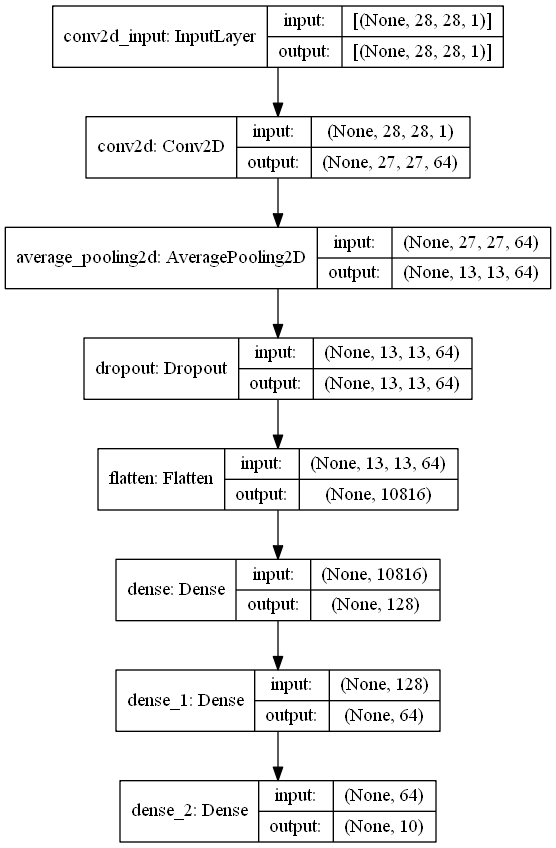 conv2d_input: InputLayer input: [(None, 28, 28, 1)]
output: [(None, 28, 28, 1)]
conv2d: Conv2D input: (None, 28, 28, 1)
output: (None, 27, 27, 64)
average_pooling2d: AveragePooling2D input: (None, 27, 27, 64)
output: (None, 13, 13, 64)
dropout: Dropout input: (None, 13, 13, 64)
output: (None, 13, 13, 64)
flatten: Flatten input: (None, 13, 13, 64)
output: (None, 10816)
dense: Dense input: (None, 10816)
output: (None, 128)
dense_1: Dense input: (None, 128)
output: (None, 64)
dense_2: Dense input: (None, 64)
output: (None, 10)